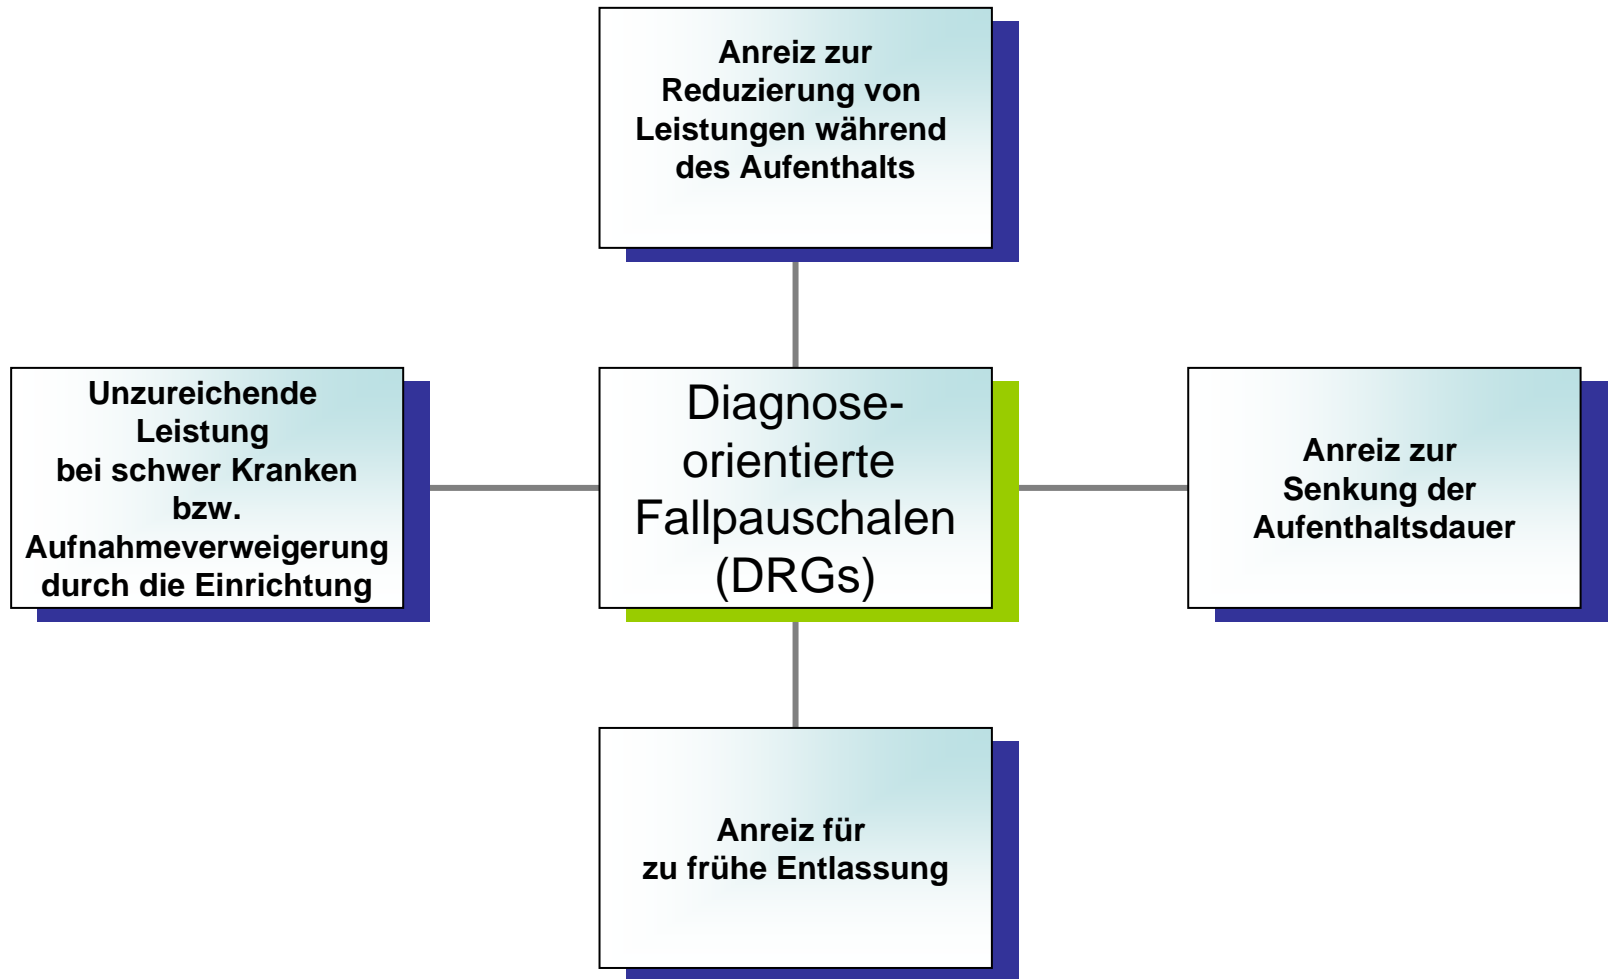 Anreiz zur
Reduzierung von
Leistungen während
des Aufenthalts
Unzureichende
Leistung
bei schwer Kranken
bzw.
Aufnahmeverweigerung
durch die Einrichtung
Diagnose-
orientierte
Fallpauschalen
(DRGs)
Anreiz zur
Senkung der
Aufenthaltsdauer
Anreiz für
zu frühe Entlassung